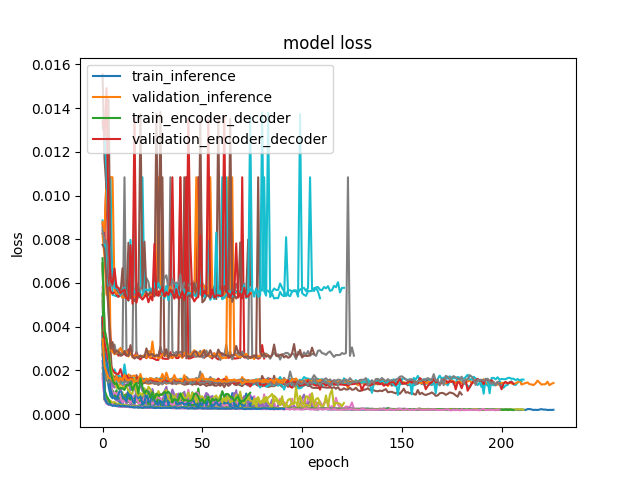 model loss
loss
0.016
0.014
0.012
0.010
0.008
0.006
0.004
0.002
0.000
train_inference
validation_inference
train_encoder_decoder
validation_encoder_decoder
0 50 100 150 200
epoch